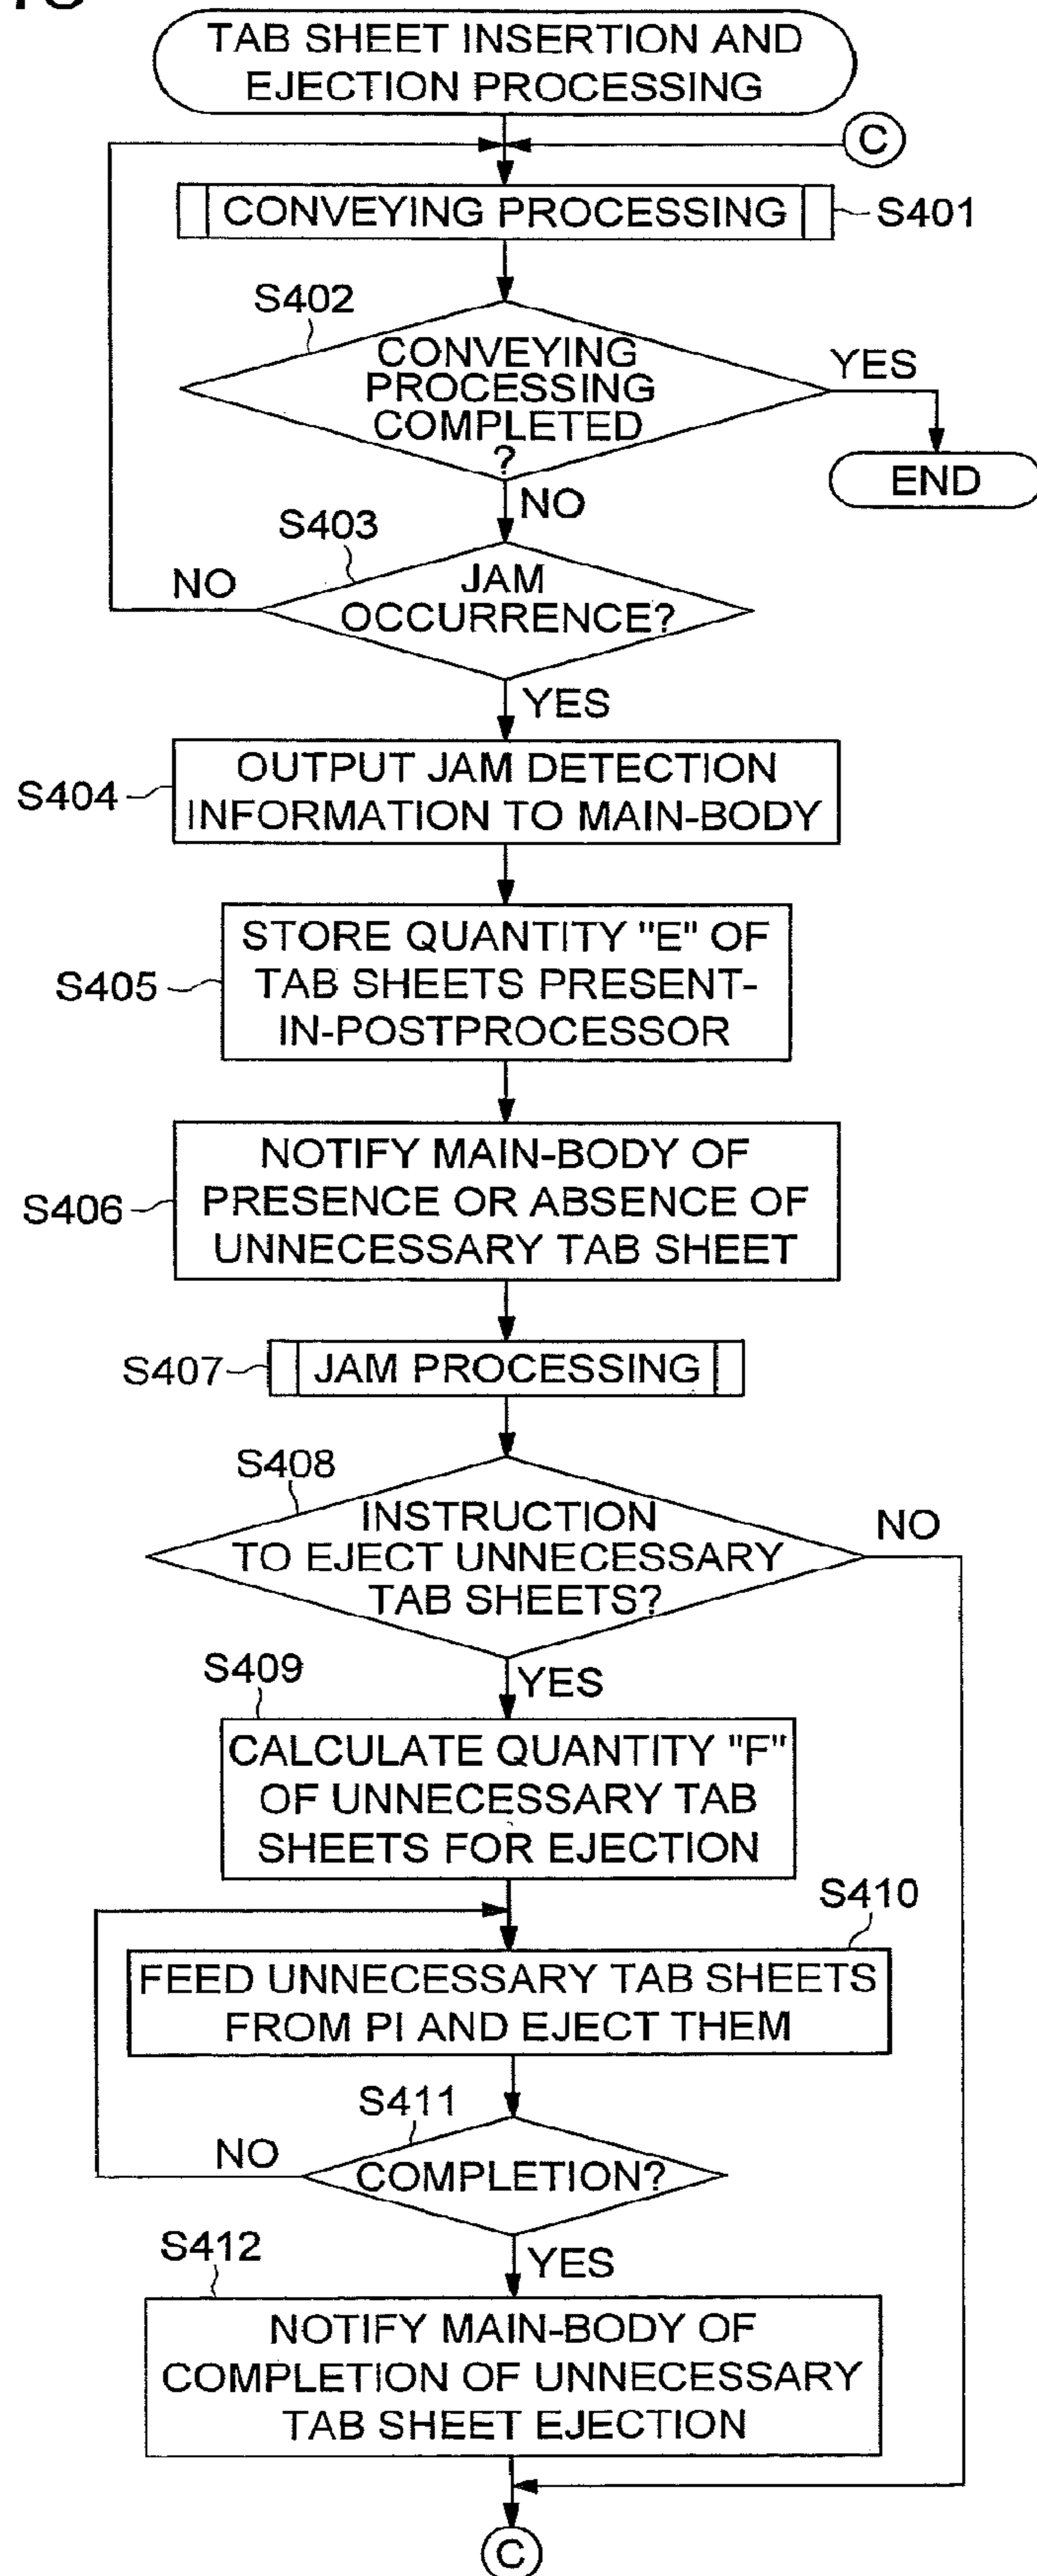 TAB SHEET INSERTION AND
EJECTION PROCESSING
C
CONVEYING PROCESSING
S401
S402
CONVEYING
PROCESSING
COMPLETED
?
YES
END
NO
S403
JAM
OCCURRENCE?
NO
YES
S404
OUTPUT JAM DETECTION
INFORMATION TO MAIN-BODY
S405
STORE QUANTITY "E" OF
TAB SHEETS PRESENT-
IN-POSTPROCESSOR
S406
NOTIFY MAIN-BODY OF
PRESENCE OR ABSENCE OF
UNNECESSARY TAB SHEET
S407
JAM PROCESSING
S408
INSTRUCTION
TO EJECT UNNECESSARY
TAB SHEETS?
NO
YES
S409
CALCULATE QUANTITY "F"
OF UNNECESSARY TAB
SHEETS FOR EJECTION
S410
FEED UNNECESSARY TAB SHEETS
FROM PI AND EJECT THEM
S411
COMPLETION?
NO
YES
S412
NOTIFY MAIN-BODY OF
COMPLETION OF UNNECESSARY
TAB SHEET EJECTION
C